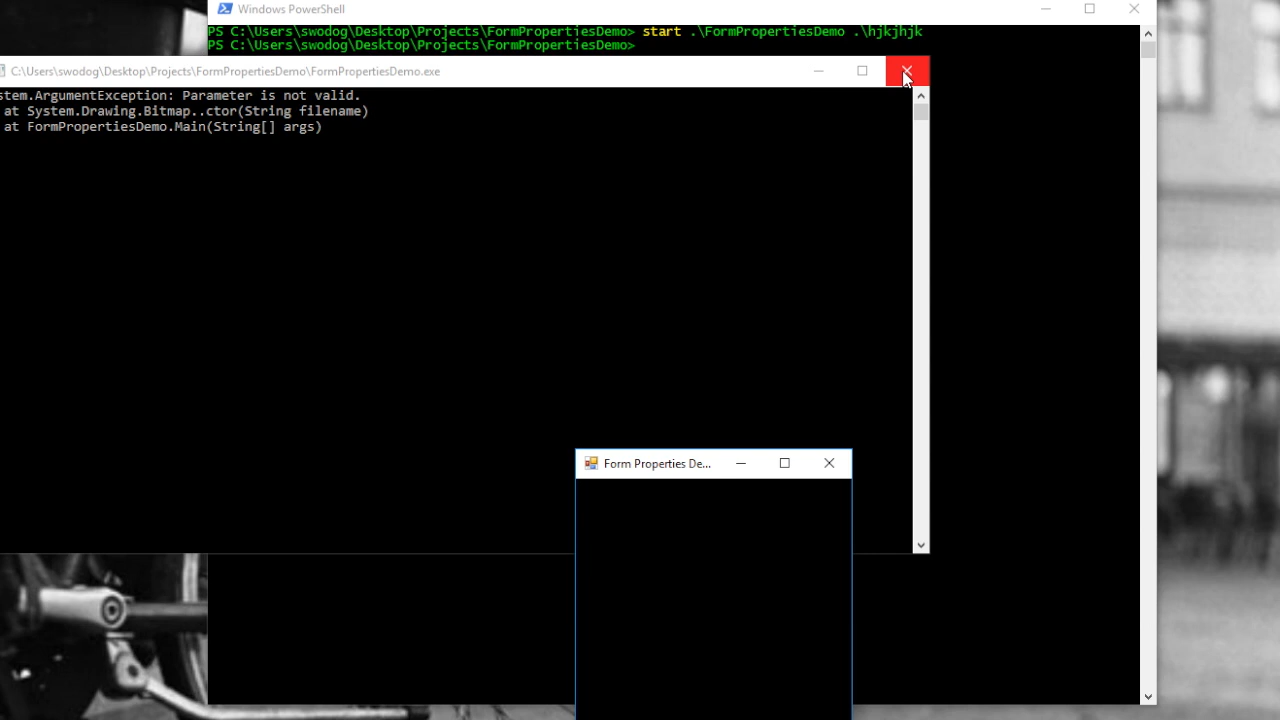 Windows PowerShell
PS C:\Users\swodog\Desktop\Projects\FormPropertiesDemo> start .\FormPropertiesDemo .\hjkjhjk
PS C:\Users\swodog\Desktop\Projects\FormPropertiesDemo>
C:\Users\swodog\Desktop\Projects\FormPropertiesDemo\FormPropertiesDemo.exe
stem.ArgumentException: Parameter is not valid.
at System.Drawing.Bitmap..ctor(String filename)
at FormPropertiesDemo.Main(String[] args)
Form Properties De...